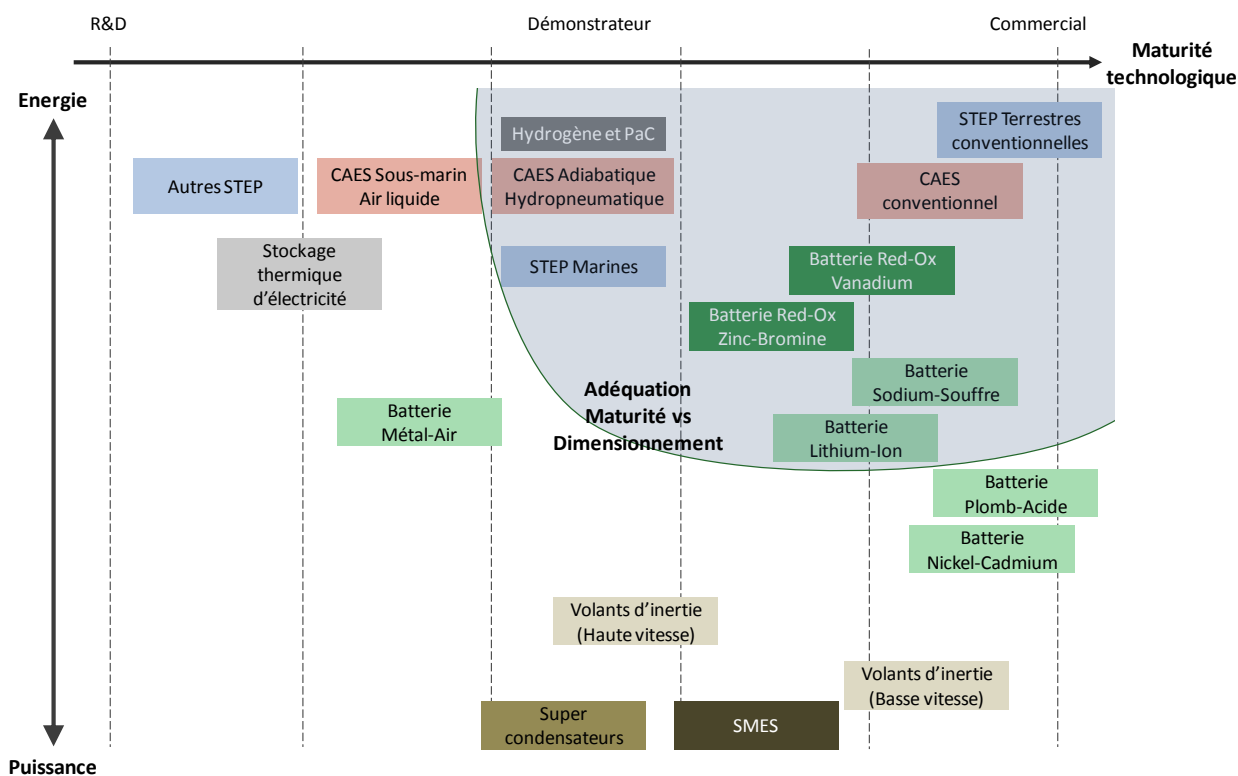 R&D
Démonstrateur
Commercial
Maturité
technologique
Energie
Hydrogène et PaC
STEP Terrestres
conventionnelles
Autres STEP
CAES Sous-marin
Air liquide
CAES Adiabatique
Hydropneumatique
CAES
conventionnel
Stockage
thermique
d'électricité
STEP Marines
Batterie Red-Ox
Vanadium
Batterie Red-Ox
Zinc-Bromine
Batterie
Sodium-Souffre
Adéquation
Maturité vs
Dimensionnement
Batterie
Métal-Air
Batterie
Lithium-Ion
Batterie
Plomb-Acide
Batterie
Nickel-Cadmium
Volants d'inertie
(Haute vitesse)
Volants d'inertie
(Basse vitesse)
Super
condensateurs
SMES
Puissance